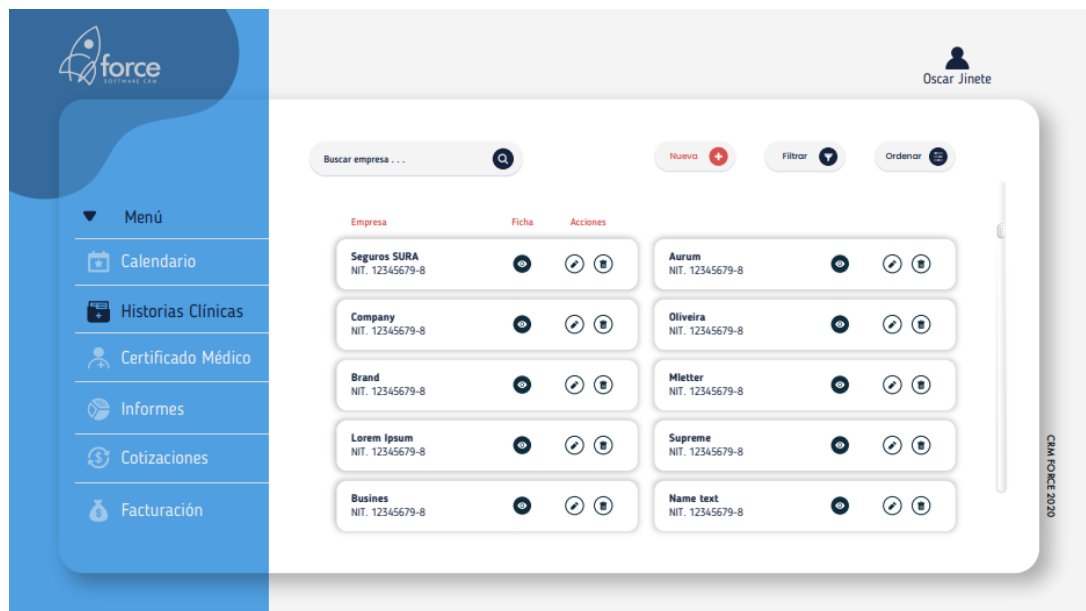 force
SOFTWARE CRM
Oscar Jinete
Buscar empresa . . .
Nueva
Filtrar
Ordenar
Menú
Calendario
Historias Clínicas
Certificado Médico
Informes
Cotizaciones
Facturación
Empresa
Ficha
Acciones
Seguros SURA
NIT. 12345679-8
Aurum
NIT. 12345679-8
Company
NIT. 12345679-8
Oliveira
NIT. 12345679-8
Brand
NIT. 12345679-8
Mletter
NIT. 12345679-8
Lorem Ipsum
NIT. 12345679-8
Supreme
NIT. 12345679-8
Busines
NIT. 12345679-8
Name text
NIT. 12345679-8
CRM FORCE 2020